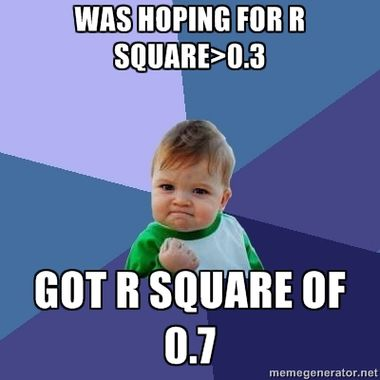 WAS HOPING FOR R
SQUARE>0.3
GOT R SQUARE OF
0.7
memegenerator.net